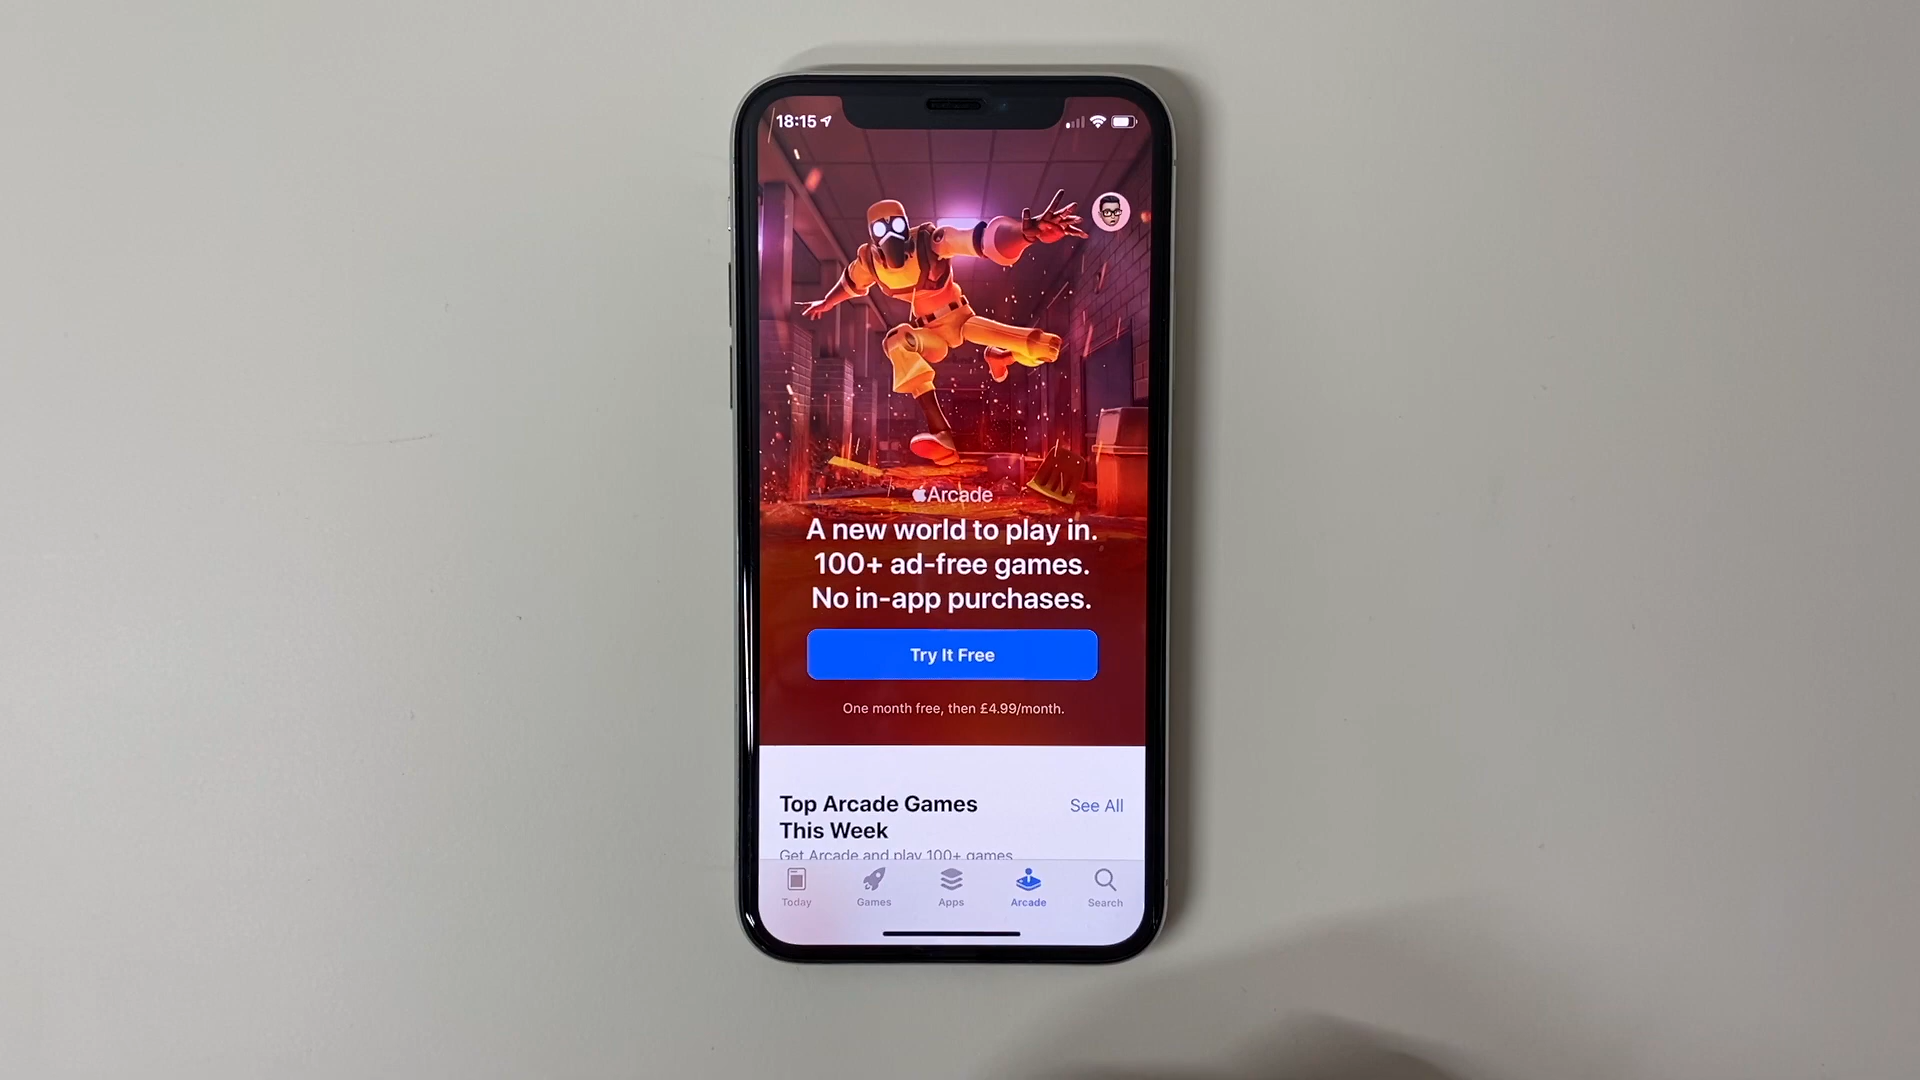 18:15
Arcade
A new world to play in.
100+ ad-free games.
No in-app purchases.
Try It Free
One month free, then £4.99/month.
Top Arcade Games See All
This Week
Get Arcade and play 100+ games
Today Games Apps Arcade Search